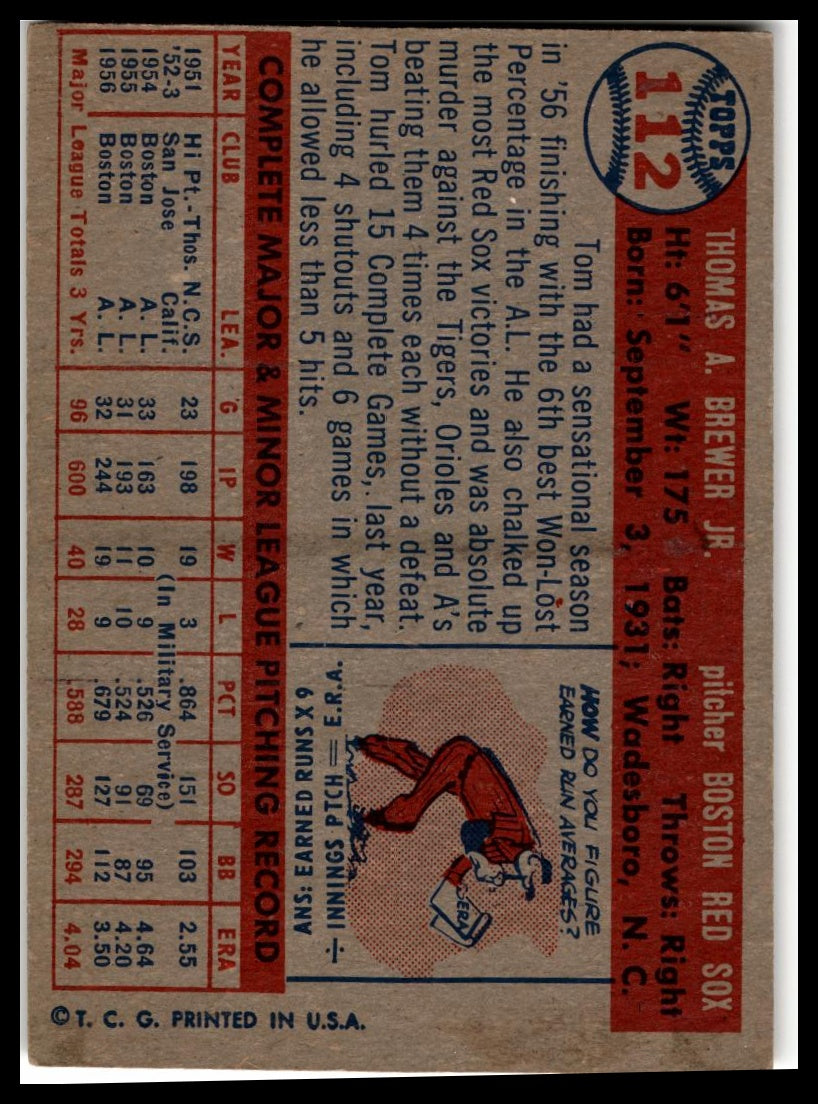 TOPPS
112
THOMAS A. BREWER JR. pitcher BOSTON RED SOX
Ht: 6'1" Wt: 175 Bats: Right Throws: Right
Born: September 3, 1931; Wadesboro, N. C.
Tom had a sensational season
in '56 finishing with the 6th best Won-Lost
Percentage in the A.L. He also chalked up
the most Red Sox victories and was absolute
murder against the Tigers, Orioles and A's
beating them 4 times each without a defeat.
Tom hurled 15 Complete Games, last year,
including 4 shutouts and 6 games in which
he allowed less than 5 hits.
HOW DO YOU FIGURE
EARNED RUN AVERAGES?
ERA
ANS: EARNED RUNS X 9
÷ INNINGS PITCH = E.R.A.
COMPLETE MAJOR & MINOR LEAGUE PITCHING RECORD
YEAR CLUB LEA. G IP W L PCT SO BB ERA
1951 Hi Pt.-Thos. N.C.S. 23 198 19 3 .864 151 103 2.55
'52-3 San Jose Calif. (In Military Service)
1954 Boston A. L. 33 163 10 9 .526 69 95 4.64
1955 Boston A. L. 31 193 11 10 .524 91 87 4.20
1956 Boston A. L. 32 244 19 9 .679 127 112 3.50
Major League Totals 3 Yrs. 96 600 40 28 .588 287 294 4.04
© T. C. G. PRINTED IN U.S.A.